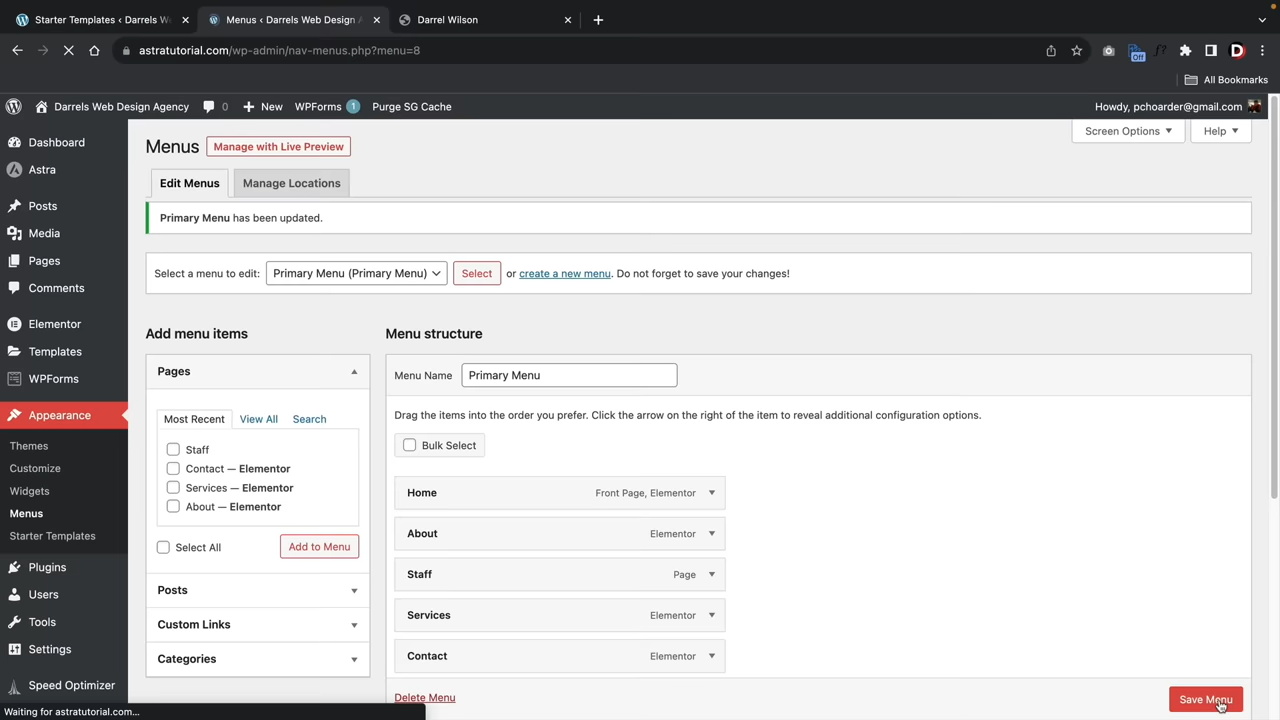 Starter Templates ‹ Darrels We
Menus ‹ Darrels Web Design A
Darrel Wilson
astratutorial.com/wp-admin/nav-menus.php?menu=8
Off
D
All Bookmarks
Darrels Web Design Agency
0
New
WPForms 1
Purge SG Cache
Howdy, pchoarder@gmail.com
Dashboard
Astra
Posts
Media
Pages
Comments
Elementor
Templates
WPForms
Appearance
Themes
Customize
Widgets
Menus
Starter Templates
Plugins
Users
Tools
Settings
Speed Optimizer
Screen Options
Help
Menus
Manage with Live Preview
Edit Menus
Manage Locations
Primary Menu has been updated.
Select a menu to edit: Primary Menu (Primary Menu) Select or create a new menu. Do not forget to save your changes!
Add menu items
Pages
Most Recent
View All
Search
Staff
Contact — Elementor
Services — Elementor
About — Elementor
Select All
Add to Menu
Posts
Custom Links
Categories
Menu structure
Menu Name Primary Menu
Drag the items into the order you prefer. Click the arrow on the right of the item to reveal additional configuration options.
Bulk Select
Home Front Page, Elementor
About Elementor
Staff Page
Services Elementor
Contact Elementor
Delete Menu
Save Menu
Waiting for astratutorial.com...